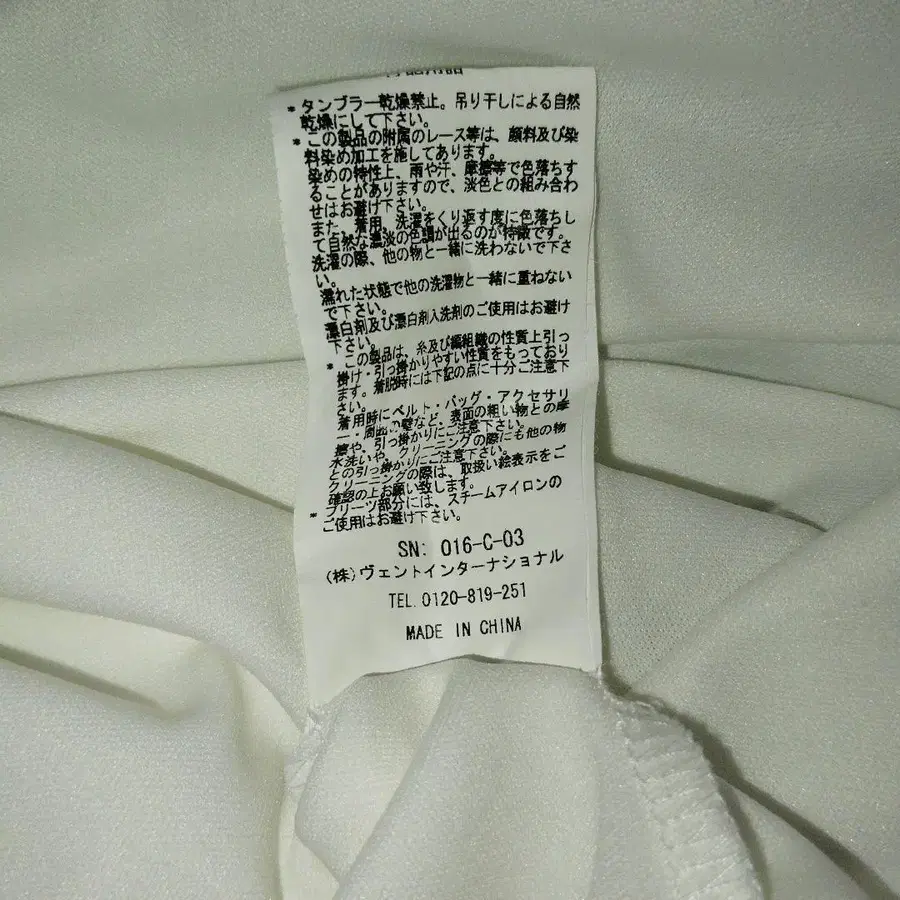 * タンブラー乾燥禁止。吊り干しによる自然
乾燥にして下さい。
* この製品の附属のレース等は、顔料及び染
料染め加工を施してあります。
染めの特性上、雨や汗、摩擦等で色落ちす
ることがありますので、淡色との組み合わ
せはお避け下さい。
また、着用、洗濯をくり返す度に色落ちし
て自然な濃淡の色調が出るのが特徴です。
洗濯の際、他の物と一緒に洗わないで下さ
い。
濡れた状態で他の洗濯物と一緒に重ねない
で下さい。
漂白剤及び漂白剤入洗剤のご使用はお避け
下さい。
* この製品は、糸及び編組織の性質上引っ
掛け・引っ掛かりやすい性質をもっており
ます。着脱時には下記の点に十分ご注意下
さい。
着用時にベルト・バッグ・アクセサリ
ー・周囲の壁など、表面の粗い物との摩
擦や、引っ掛かりにご注意下さい。
水洗いや、クリーニングの際にも他の物
との引っ掛かりにご注意下さい。
クリーニングの際は、取扱い絵表示をご
確認の上お願い致します。
* プリーツ部分には、スチームアイロンの
ご使用はお避け下さい。
SN: 016-C-03
(株)ヴェントインターナショナル
TEL. 0120-819-251
MADE IN CHINA